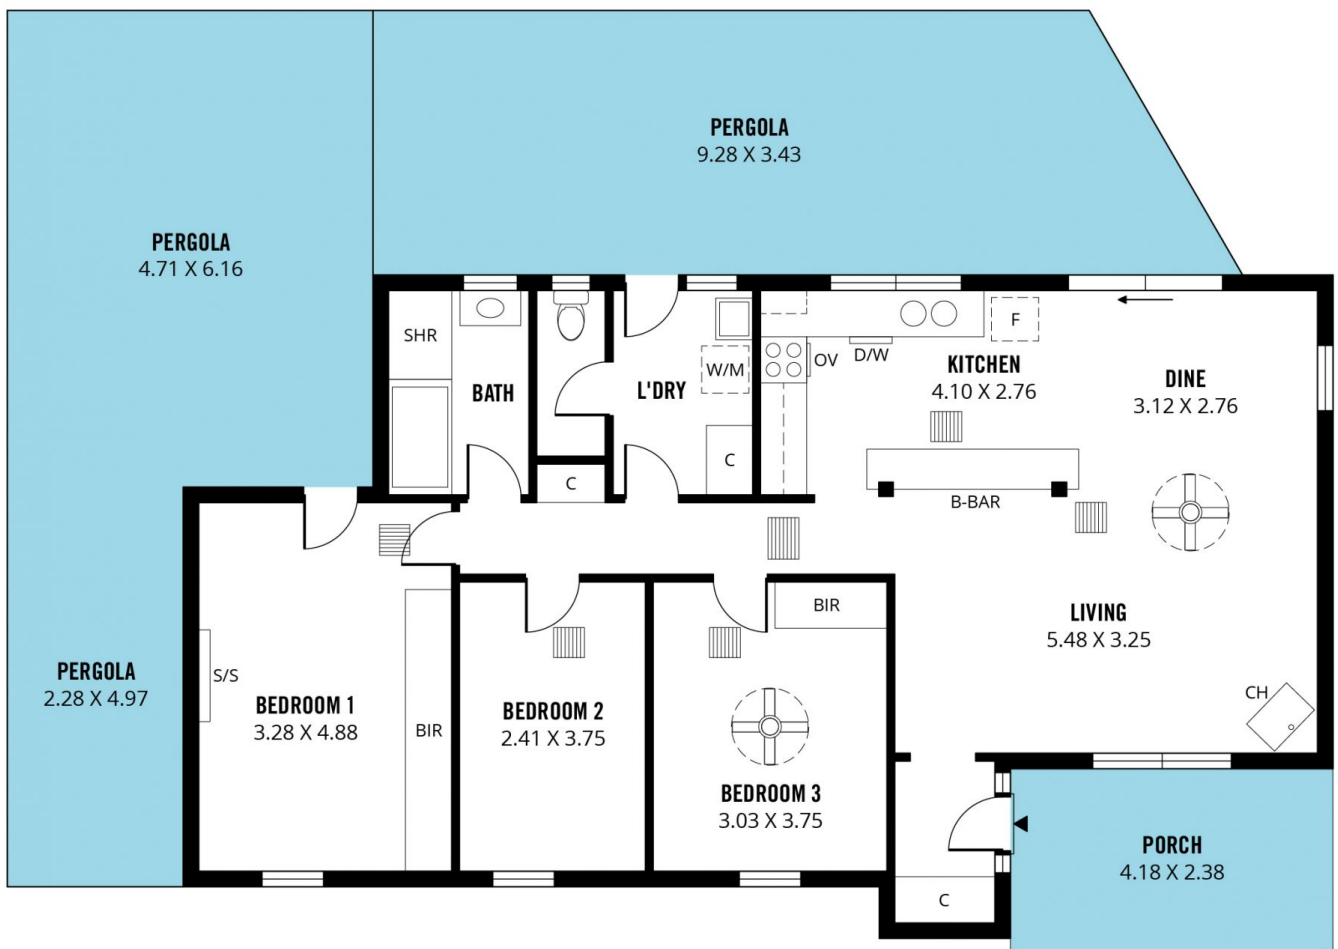 PERGOLA
9.28 X 3.43
PERGOLA
4.71 X 6.16
SHR
BATH
L'DRY
W/M
C
C
OV
D/W
F
KITCHEN
4.10 X 2.76
DINE
3.12 X 2.76
B-BAR
LIVING
5.48 X 3.25
CH
PERGOLA
2.28 X 4.97
S/S
BEDROOM 1
3.28 X 4.88
BIR
BEDROOM 2
2.41 X 3.75
BIR
BEDROOM 3
3.03 X 3.75
PORCH
4.18 X 2.38
C